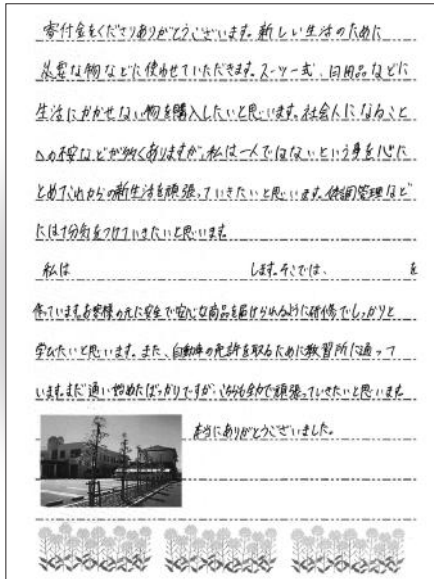 寄付金をくださりありがとうございます。新しい生活のために
必要な物などに使わせていただきます。スーツ一式、日用品などに
生活にかかせない物を購入したいと思います。社会人になること
への不安などが多くありますが、私は一人ではないという事を心に
とめてこれからの新生活を頑張っていきたいと思います。体調管理など
には十分気をつけていきたいと思います
私は します。そこでは、 を
作っています。お客様の元に安全で安心な商品を届けられるように研修でしっかりと
学びたいと思います。また、自動車の免許を取るために教習所に通って
います。まだ通い始めたばっかりですが、こちらも全力で頑張っていきたいと思います
本当にありがとうございました。